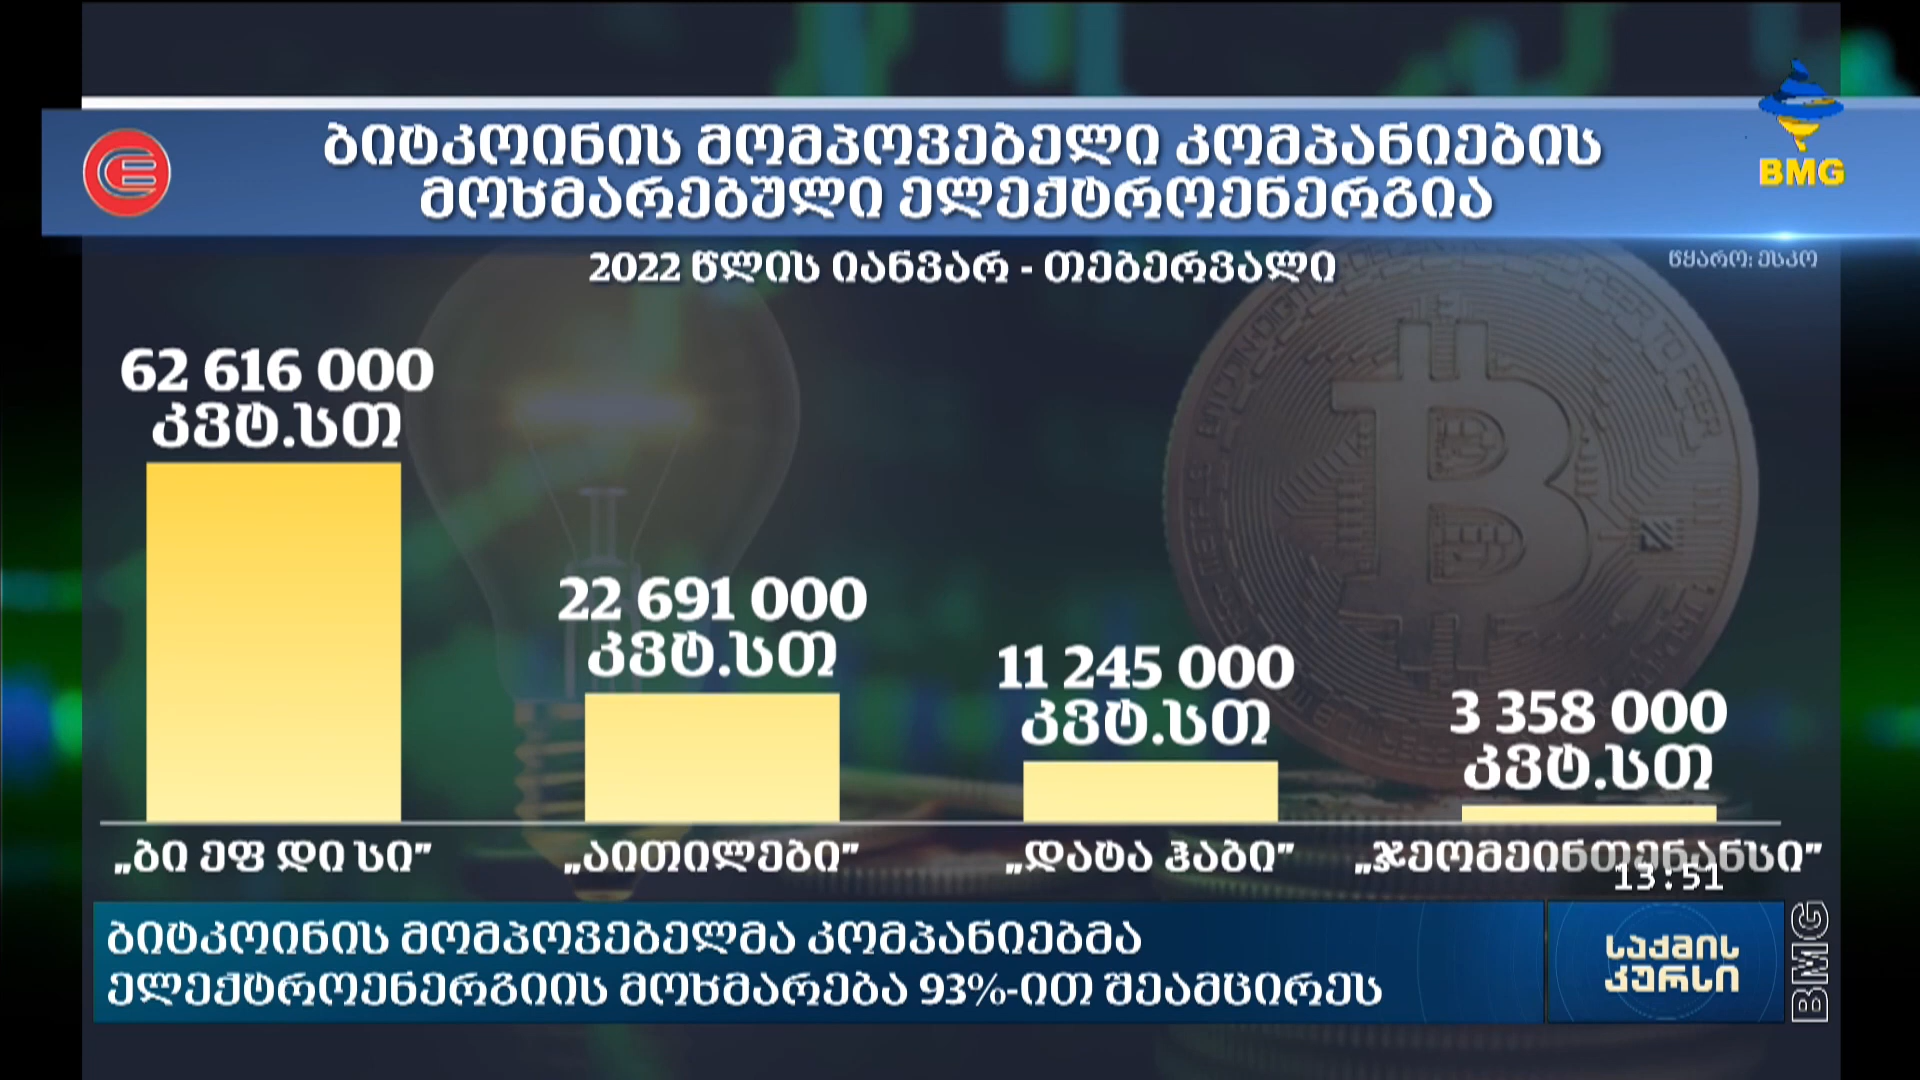 ბიტკოინის მომპოვებელი კომპანიების
მოხმარებული ელექტროენერგია
BMG
2022 წლის იანვარ - თებერვალი
წყარო: ესკო
62 616 000
კვტ.სთ
22 691 000
კვტ.სთ
11 245 000
კვტ.სთ
3 358 000
კვტ.სთ
„ბი ეფ დი სი”
„აითილები”
„დატა ჰაბი”
„ჯეომეინთენანსი”
13:51
ბიტკოინის მომპოვებელმა კომპანიებმა
ელექტროენერგიის მოხმარება 93%-ით შეამცირეს
საქმის
კურსი
BMG